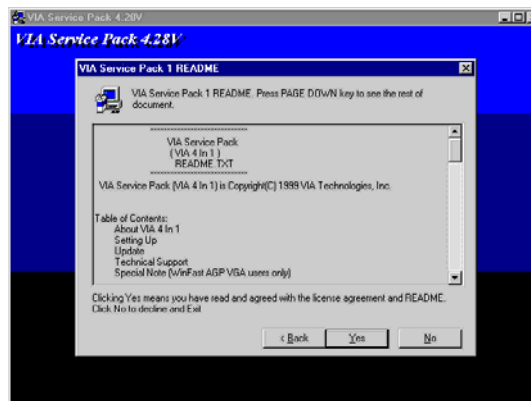 VIA Service Pack 4.28V
VIA Service Pack 4.28V
VIA Service Pack 1 README
VIA Service Pack 1 README. Press PAGE DOWN key to see the rest of
document.
====================
VIA Service Pack
( VIA 4 In 1 )
README.TXT
====================
VIA Service Pack (VIA 4 In 1) is Copyright(C) 1999 VIA Technologies, Inc.
Table of Contents:
About VIA 4 In 1
Setting Up
Update
Technical Support
Special Note (WinFast AGP VGA users only)
Clicking Yes means you have read and agreed with the license agreement and README.
Click No to decline and Exit
< Back
Yes
No